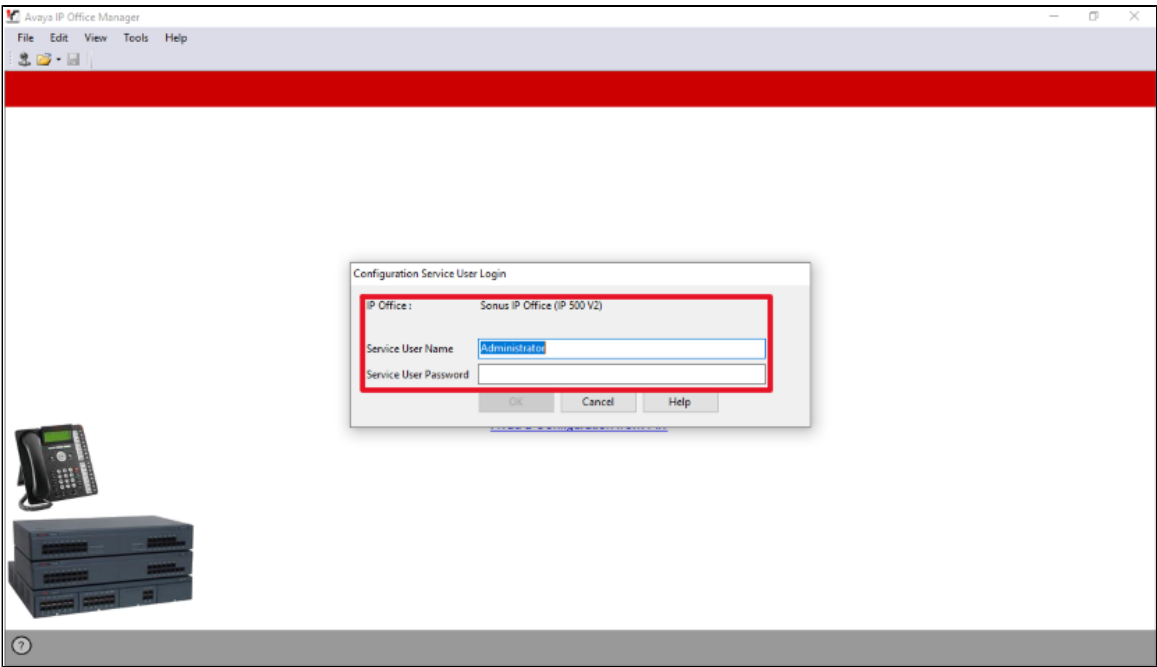 Avaya IP Office Manager
File Edit View Tools Help
Configuration Service User Login
IP Office : Sonus IP Office (IP 500 V2)
Service User Name Administrator
Service User Password
OK Cancel Help
?